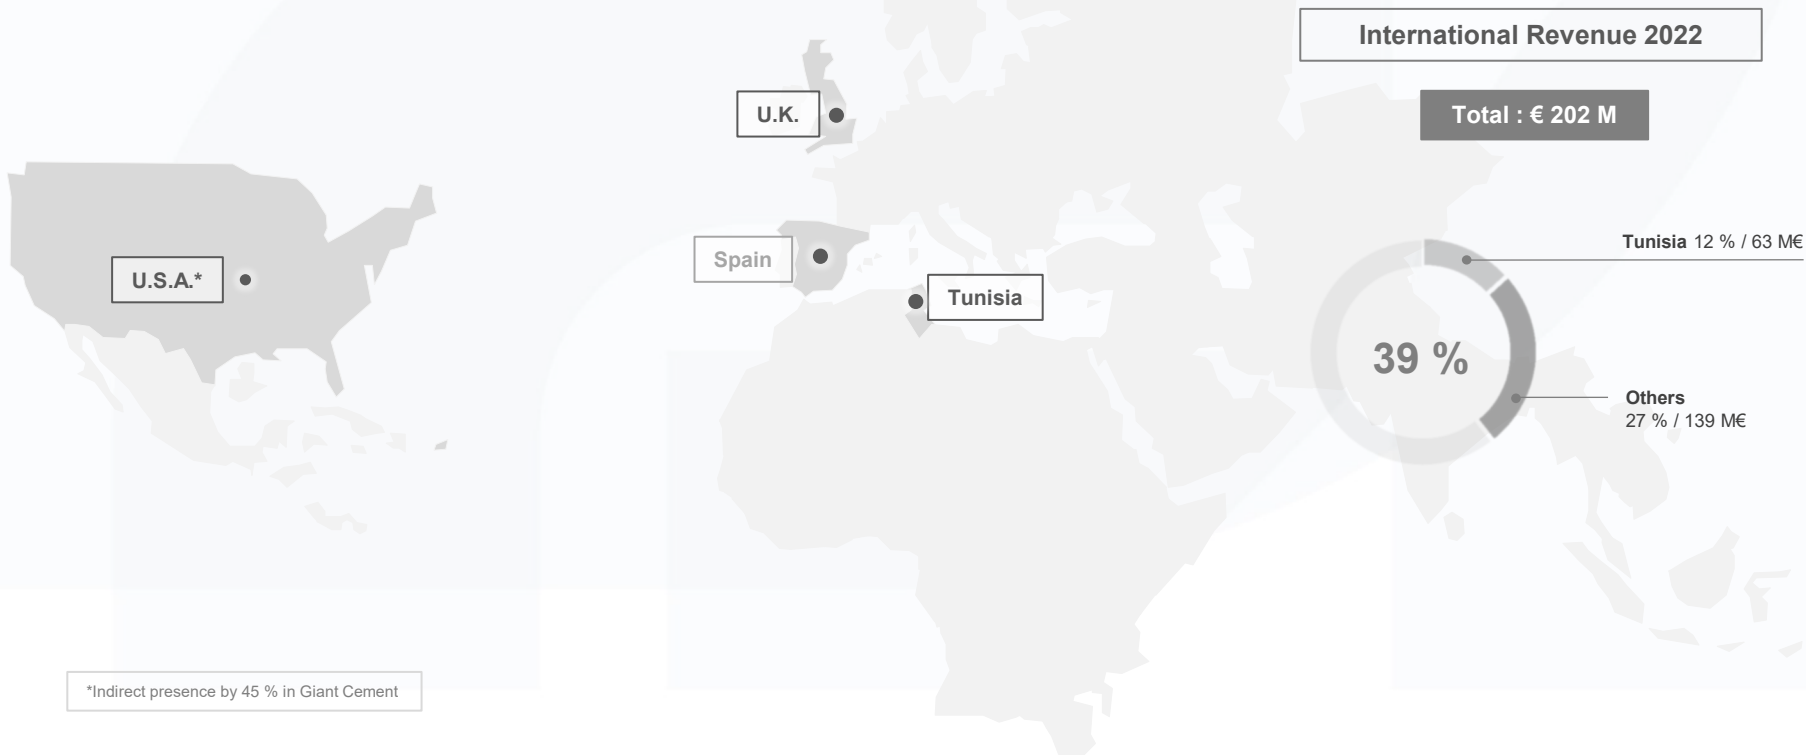 International Revenue 2022
Total : € 202 M
U.K.
U.S.A.*
Spain
Tunisia
Tunisia 12 % / 63 M€
39 %
Others
27 % / 139 M€
*Indirect presence by 45 % in Giant Cement